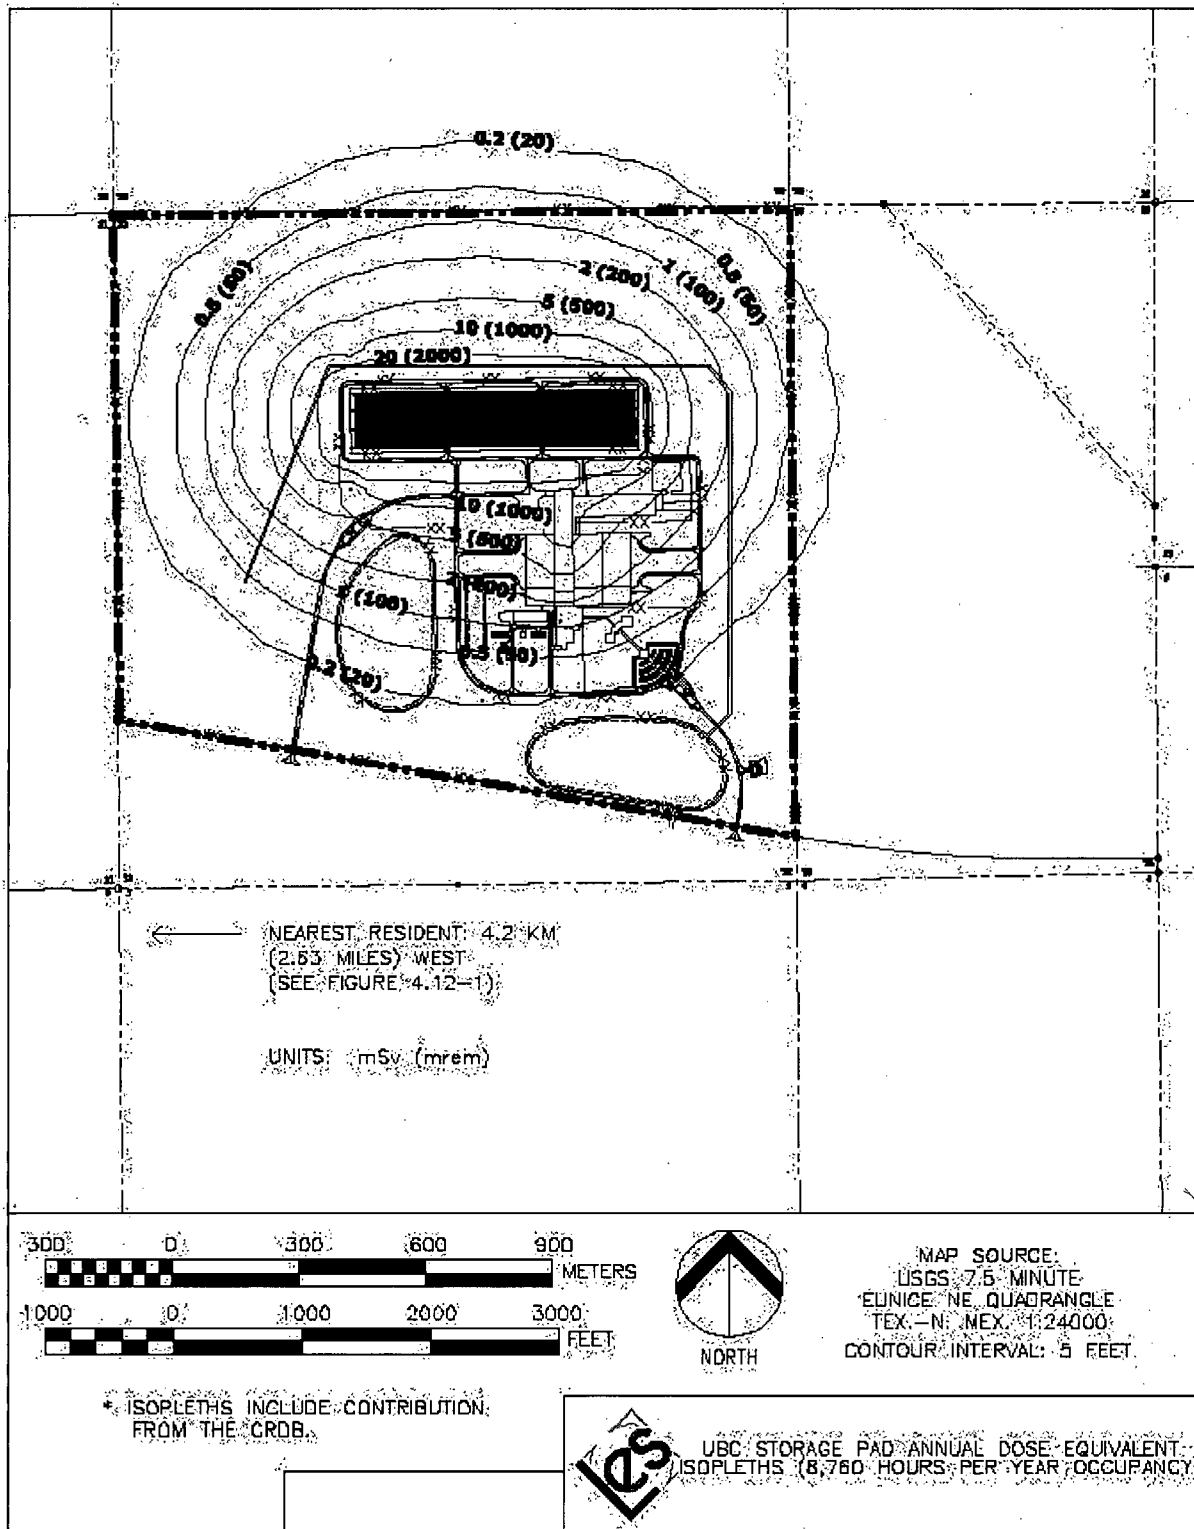 0.2 (20)
0.5 (50)
0.5 (50)
1 (100)
2 (200)
5 (500)
10 (1000)
20 (2000)
10 (1000)
5 (500)
2 (200)
1 (100)
0.5 (50)
0.2 (20)
NEAREST RESIDENT: 4.2 KM
(2.63 MILES) WEST
(SEE FIGURE 4.12-1)
UNITS: mSv (mrem)
300 0 300 600 900
METERS
1000 0 1000 2000 3000
FEET
NORTH
MAP SOURCE:
USGS 7.5 MINUTE
EUNICE NE QUADRANGLE
TEX.-N. MEX. 1:24000
CONTOUR INTERVAL: 5 FEET
* ISOPLETHS INCLUDE CONTRIBUTION
FROM THE CRDB.
LES
UBC STORAGE PAD ANNUAL DOSE EQUIVALENT
ISOPLETHS (8,760 HOURS PER YEAR OCCUPANCY